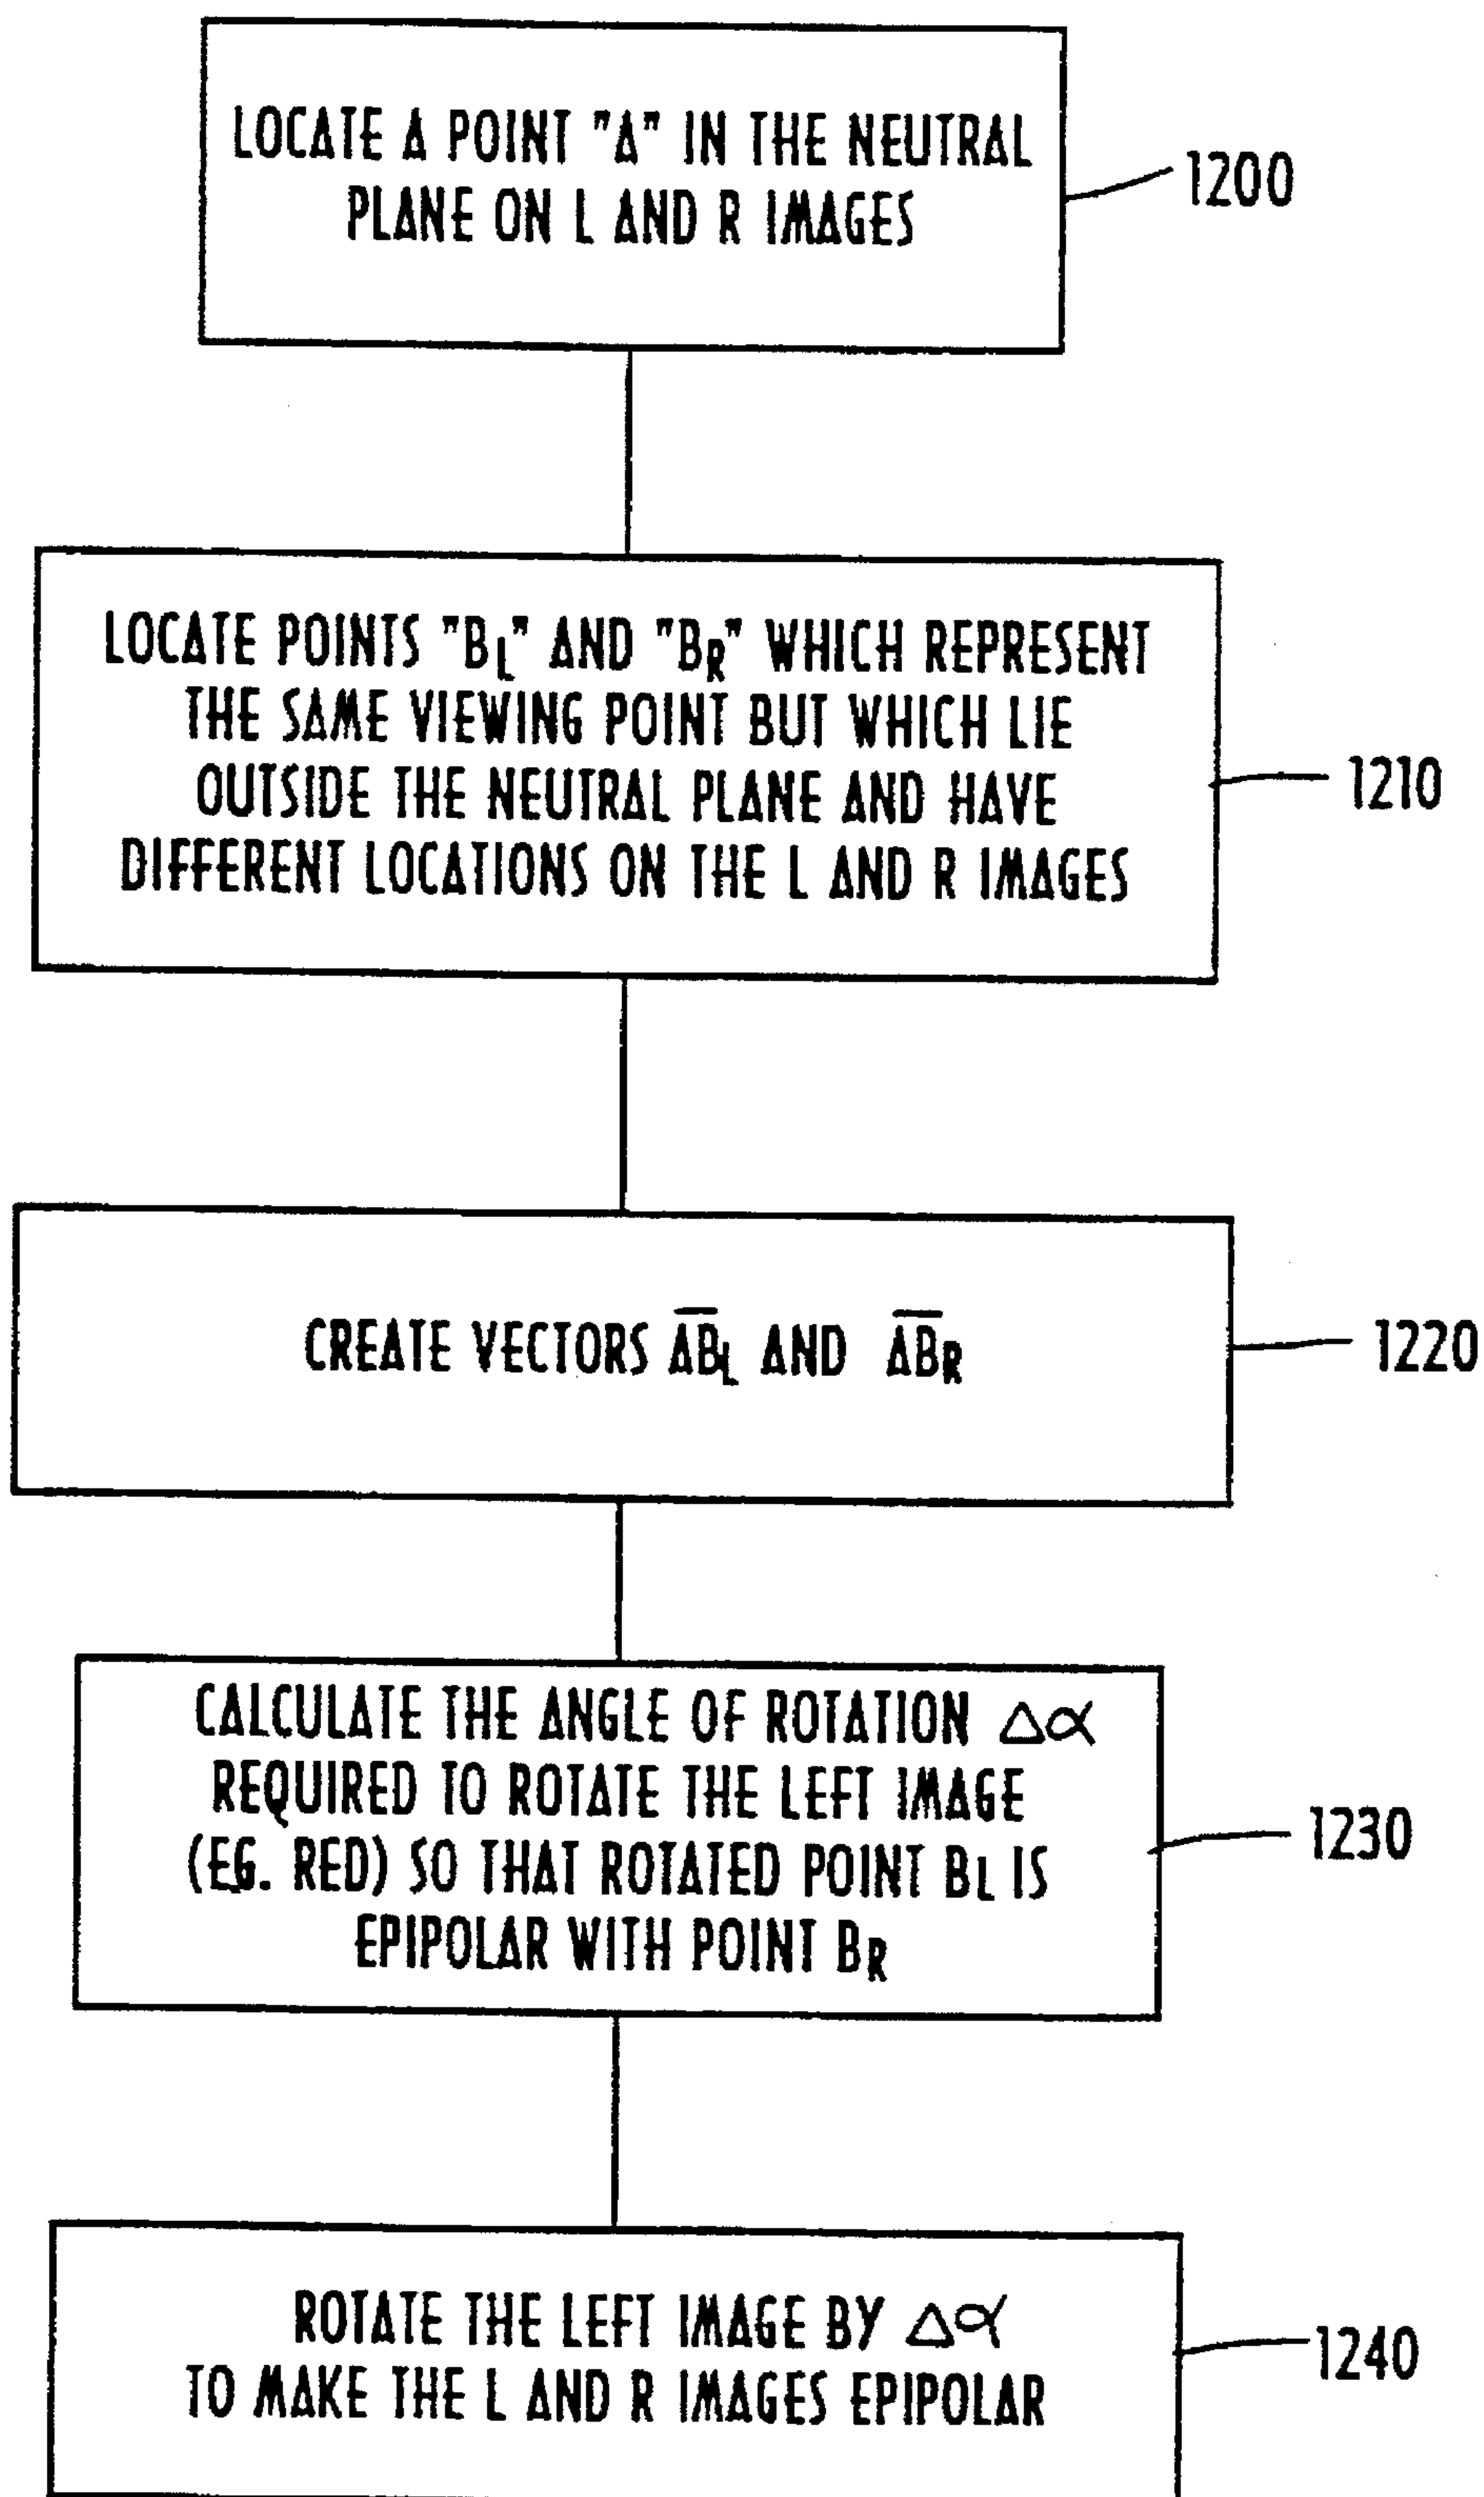 LOCATE A POINT "A" IN THE NEUTRAL
PLANE ON L AND R IMAGES
1200
LOCATE POINTS "BL" AND "BR" WHICH REPRESENT
THE SAME VIEWING POINT BUT WHICH LIE
OUTSIDE THE NEUTRAL PLANE AND HAVE
DIFFERENT LOCATIONS ON THE L AND R IMAGES
1210
CREATE VECTORS A̅B̅L AND A̅B̅R
1220
CALCULATE THE ANGLE OF ROTATION Δα
REQUIRED TO ROTATE THE LEFT IMAGE
(EG. RED) SO THAT ROTATED POINT BL IS
EPIPOLAR WITH POINT BR
1230
ROTATE THE LEFT IMAGE BY Δα
TO MAKE THE L AND R IMAGES EPIPOLAR
1240